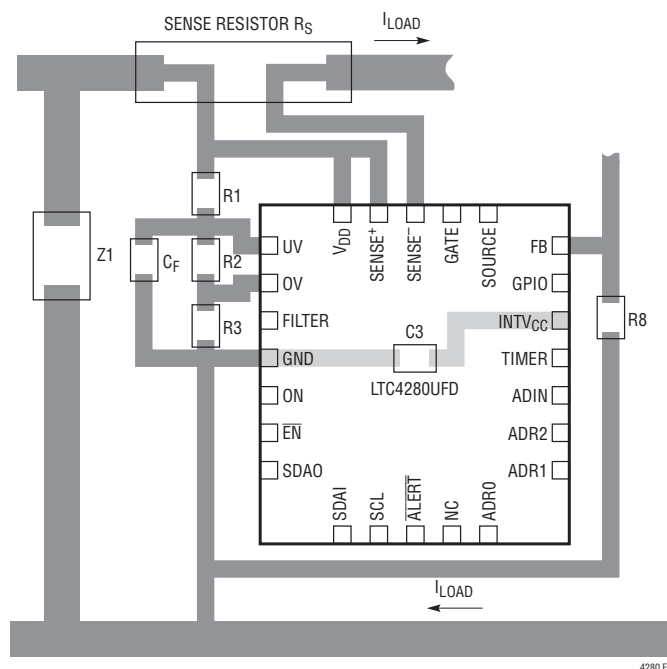 SENSE RESISTOR RS
ILOAD
R1
Z1
CF
R2
R3
VDD
SENSE+
SENSE−
GATE
SOURCE
UV
OV
FILTER
GND
ON
EN
SDAO
FB
GPIO
INTVCC
TIMER
ADIN
ADR2
ADR1
R8
C3
LTC4280UFD
SDAI
SCL
ALERT
NC
ADR0
ILOAD
4280 F